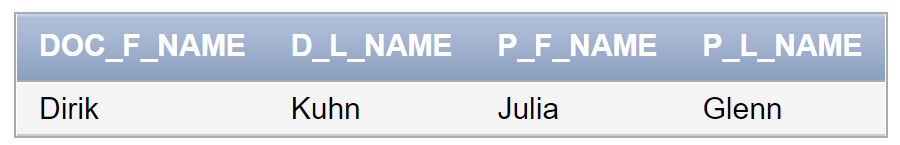 DOC_F_NAME D_L_NAME P_F_NAME P_L_NAME
Dirik Kuhn Julia Glenn